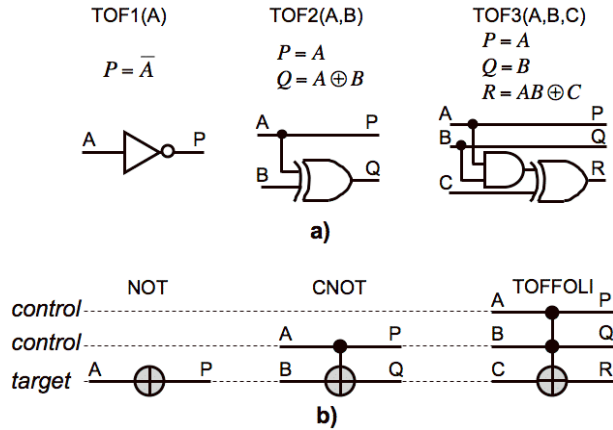 TOF1(A) TOF2(A,B) TOF3(A,B,C)
P = A̅
P = A
Q = A ⊕ B
P = A
Q = B
R = AB ⊕ C
A P
A P
B Q
A P
B Q
C R
a)
NOT CNOT TOFFOLI
control A P
control A P B Q
target A P B Q C R
b)